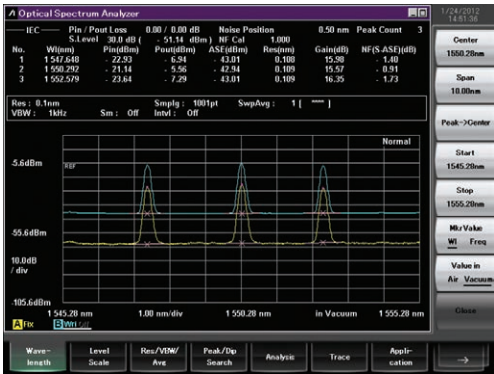 Optical Spectrum Analyzer
1/24/2012
14:51:36
IEC Pin / Pout Loss 0.00 / 0.00 dB Noise Position 0.50 nm Peak Count 3
S.Level 30.0 dB ( - 51.14 dBm ) NF Cal 1.000
No. Wl(nm) Pin(dBm) Pout(dBm) ASE(dBm) Res(nm) Gain(dB) NF(S-ASE)(dB)
1 1 547.648 - 22.93 - 6.94 - 43.01 0.108 15.98 - 1.40
2 1 550.292 - 21.14 - 5.56 - 42.94 0.108 15.57 - 0.91
3 1 552.579 - 23.64 - 7.29 - 43.01 0.109 16.35 - 1.73
Res : 0.1nm Smplg : 1001pt SwpAvg : 1 [ **** ]
VBW : 1kHz Sm : Off Intvl : Off
Normal
-5.6dBm
REF
-55.6dBm
10.0dB
/ div
-105.6dBm
1 545.28 nm 1.00 nm/div 1 550.28 nm in Vacuum 1 555.28 nm
A Fix B Wri
Center
1550.28nm
Span
10.00nm
Peak->Center
Start
1545.28nm
Stop
1555.28nm
MkrValue
Wl Freq
Value in
Air Vacuum
Close
Wave-
length
Level
Scale
Res/VBW/
Avg
Peak/Dip
Search
Analysis
Trace
Appli-
cation
→